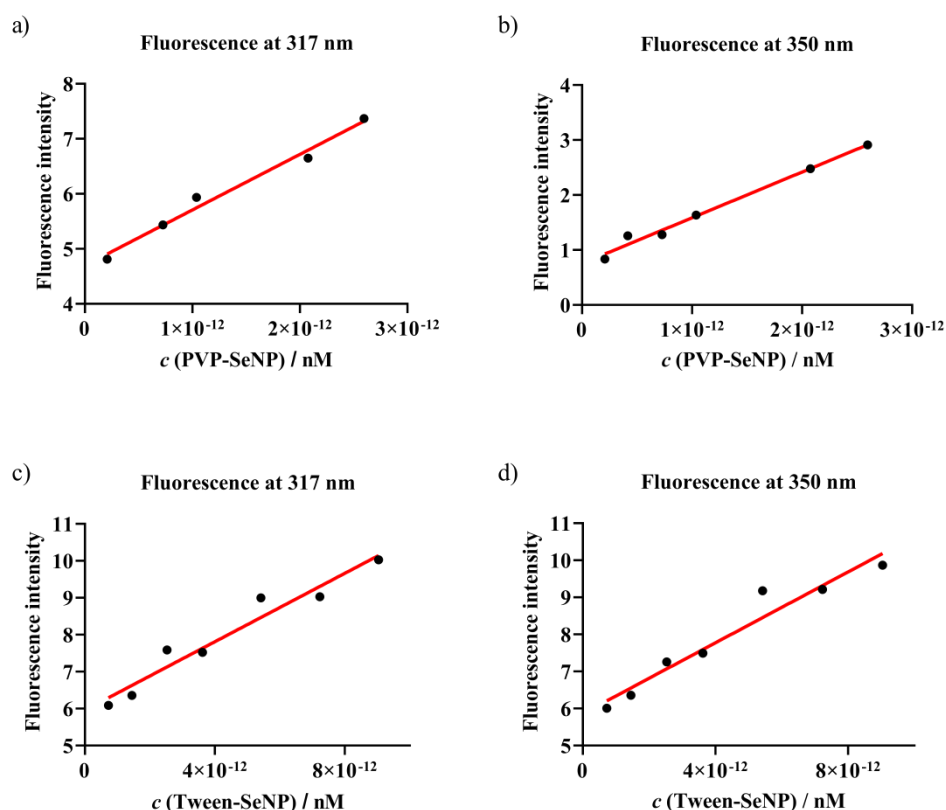 a)
Fluorescence at 317 nm
Fluorescence intensity
8
7
6
5
4
0
1×10⁻¹²
2×10⁻¹²
3×10⁻¹²
c (PVP-SeNP) / nM
b)
Fluorescence at 350 nm
Fluorescence intensity
4
3
2
1
0
0
1×10⁻¹²
2×10⁻¹²
3×10⁻¹²
c (PVP-SeNP) / nM
c)
Fluorescence at 317 nm
Fluorescence intensity
11
10
9
8
7
6
5
0
4×10⁻¹²
8×10⁻¹²
c (Tween-SeNP) / nM
d)
Fluorescence at 350 nm
Fluorescence intensity
11
10
9
8
7
6
5
0
4×10⁻¹²
8×10⁻¹²
c (Tween-SeNP) / nM